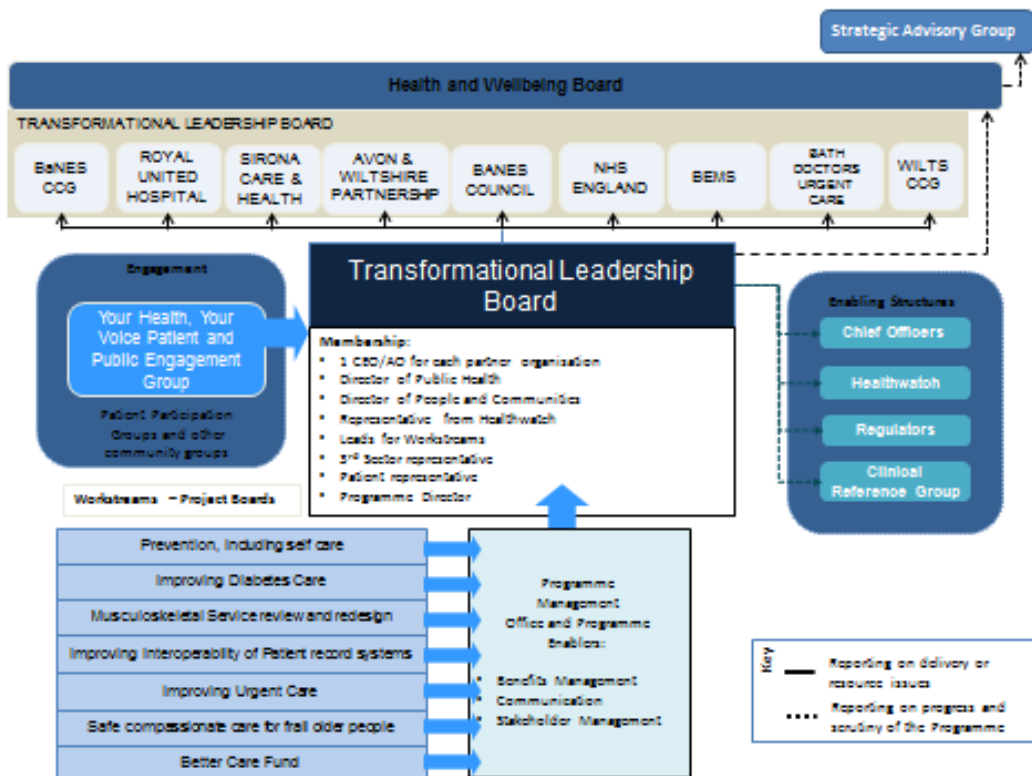 Strategic Advisory Group
Health and Wellbeing Board
TRANSFORMATIONAL LEADERSHIP BOARD
BaNES
CCG
ROYAL
UNITED
HOSPITAL
SIRONA
CARE &
HEALTH
AVON &
WILTSHIRE
PARTNERSHIP
BANES
COUNCIL
NHS
ENGLAND
BEMS
BATH
DOCTORS
URGENT
CARE
WILTS
CCG
Engagement
Your Health, Your
Voice Patient and
Public Engagement
Group
Patient Participation
Groups and other
community groups
Transformational Leadership
Board
Membership:
• 1 CEO/AO for each partner organisation
• Director of Public Health
• Director of People and Communities
• Representative from Healthwatch
• Leads for Workstreams
• 3rd Sector representative
• Patient representative
• Programme Director
Enabling Structures
Chief Officers
Healthwatch
Regulators
Clinical
Reference Group
Workstreams – Project Boards
Prevention, including self care
Improving Diabetes Care
Musculoskeletal Service review and redesign
Improving Interoperability of Patient record systems
Improving Urgent Care
Safe compassionate care for frail older people
Better Care Fund
Programme
Management
Office and Programme
Enablers:
• Benefits Management
• Communication
• Stakeholder Management
Key
Reporting on delivery or
resource issues
Reporting on progress and
scrutiny of the Programme